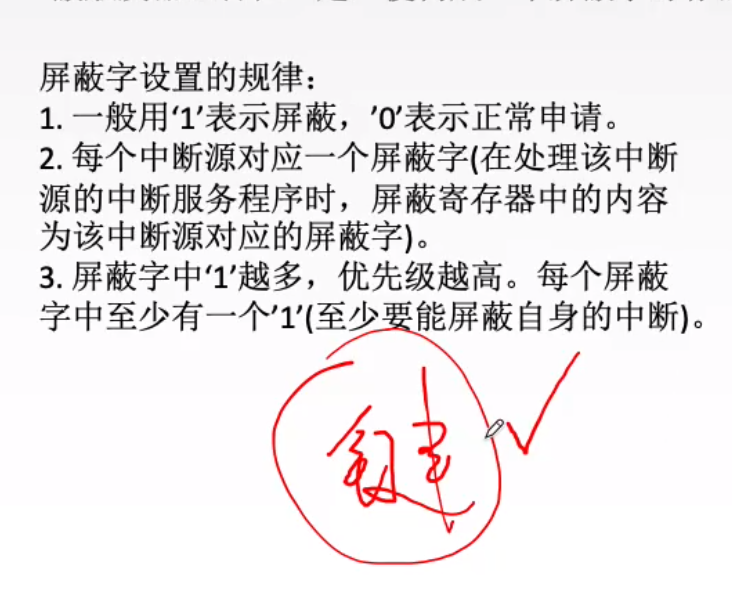 屏蔽字设置的规律：
1. 一般用‘1’表示屏蔽，’0’表示正常申请。
2. 每个中断源对应一个屏蔽字(在处理该中断
源的中断服务程序时，屏蔽寄存器中的内容
为该中断源对应的屏蔽字)。
3. 屏蔽字中‘1’越多，优先级越高。每个屏蔽
字中至少有一个’1’(至少要能屏蔽自身的中断)。
键